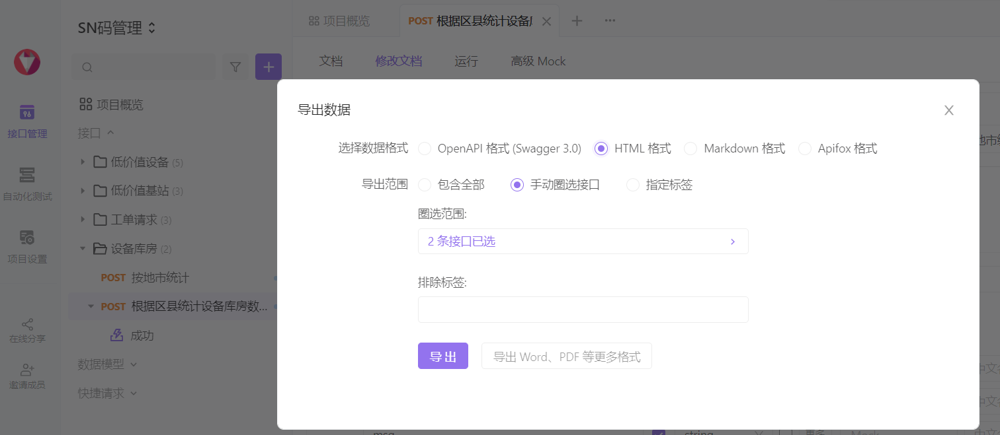 SN码管理
项目概览
POST 根据区县统计设备库
文档
修改文档
运行
高级 Mock
接口管理
自动化测试
项目设置
在线分享
邀请成员
项目概览
接口
低价值设备 (5)
低价值基站 (3)
工单请求 (3)
设备库房 (2)
POST 按地市统计
POST 根据区县统计设备库房数...
成功
数据模型
快捷请求
导出数据
选择数据格式
OpenAPI 格式 (Swagger 3.0)
HTML 格式
Markdown 格式
Apifox 格式
导出范围
包含全部
手动圈选接口
指定标签
圈选范围:
2 条接口已选
排除标签:
导 出
导出 Word、PDF 等更多格式
msg
string
更多
Mock